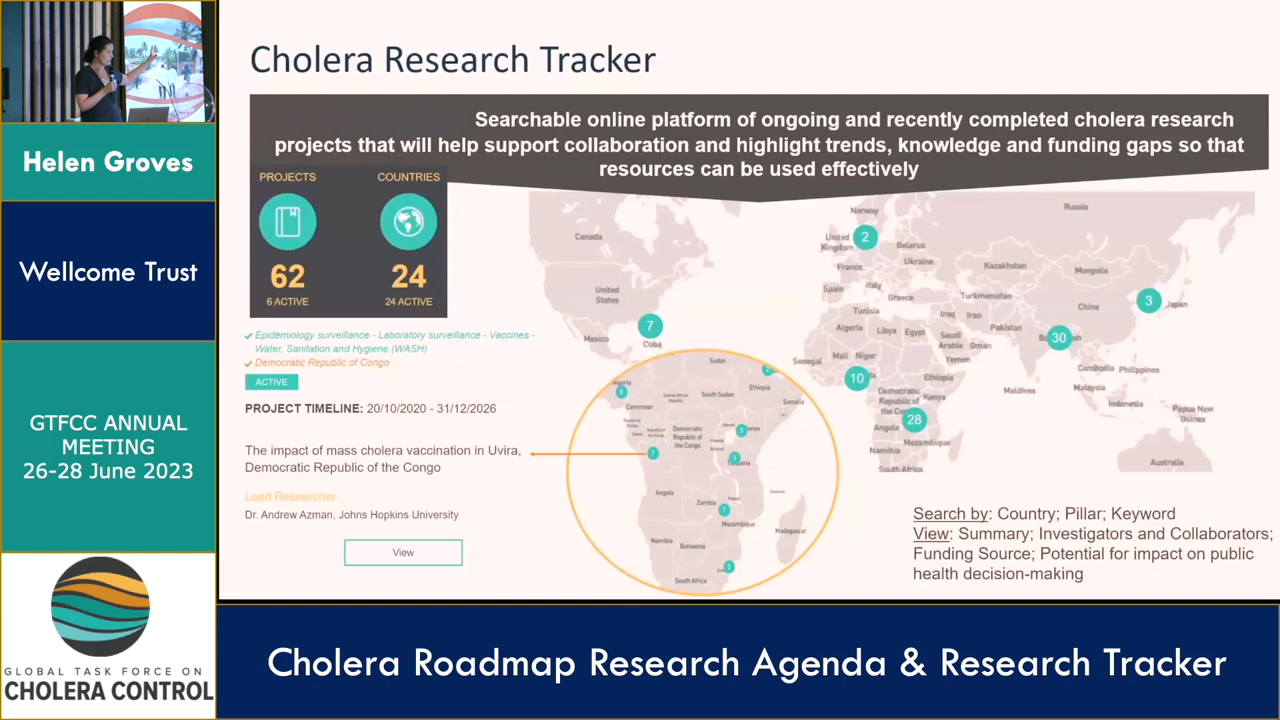 Cholera Research Tracker
Searchable online platform of ongoing and recently completed cholera research
projects that will help support collaboration and highlight trends, knowledge and funding gaps so that
resources can be used effectively
PROJECTS
COUNTRIES
62
24
6 ACTIVE
24 ACTIVE
Epidemiology surveillance - Laboratory surveillance - Vaccines -
Water, Sanitation and Hygiene (WASH)
Democratic Republic of Congo
ACTIVE
PROJECT TIMELINE: 20/10/2020 - 31/12/2026
The impact of mass cholera vaccination in Uvira,
Democratic Republic of the Congo
Lead Researcher
Dr. Andrew Azman, Johns Hopkins University
View
Norway
Russia
Canada
United
Kingdom
2
Belarus
Ukraine
France
Kazakhstan
Mongolia
Spain
Italy
Greece
United
States
Turkmenistan
China
3
Japan
Tunisia
Iraq
Iran
7
Algeria
Libya
Egypt
Saudi
Arabia
Pakistan
30
Mexico
Cuba
Oman
Senegal
Mali
Niger
Yemen
Cambodia
Philippines
10
Ethiopia
Maldives
Malaysia
Democratic
Republic of
the Co
Kenya
Indonesia
Papua New
Guinea
28
Angola
Mozambique
Namibia
South Africa
Australia
Sudan
Ethiopia
South Sudan
Somalia
Cameroon
Democratic
Republic of
the Congo
Angola
Zambia
Mozambique
Madagascar
Namibia
Botswana
South Africa
Search by: Country; Pillar; Keyword
View: Summary; Investigators and Collaborators;
Funding Source; Potential for impact on public
health decision-making
Helen Groves
Wellcome Trust
GTFCC ANNUAL
MEETING
26-28 June 2023
GLOBAL TASK FORCE ON
CHOLERA CONTROL
Cholera Roadmap Research Agenda & Research Tracker